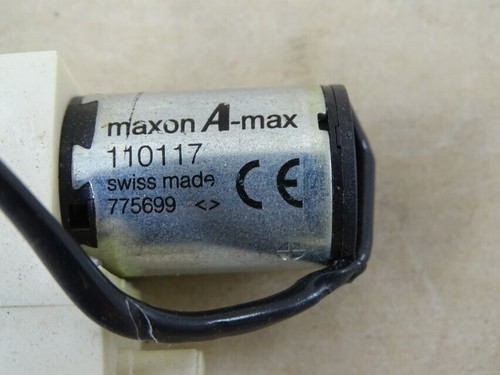 maxon A-max
110117
swiss made
775699 <>
CE